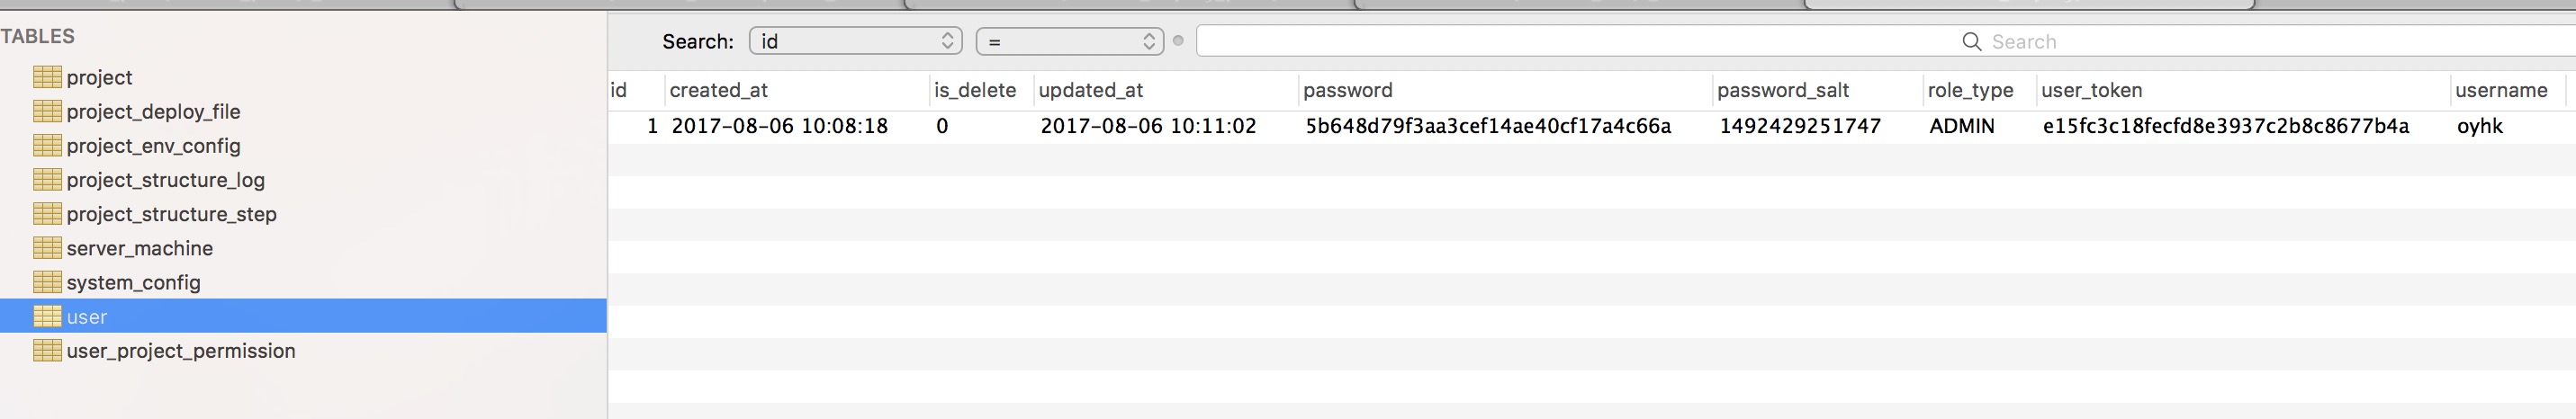 TABLES
project
project_deploy_file
project_env_config
project_structure_log
project_structure_step
server_machine
system_config
user
user_project_permission
Search: id = Search
id created_at is_delete updated_at password password_salt role_type user_token username
1 2017-08-06 10:08:18 0 2017-08-06 10:11:02 5b648d79f3aa3cef14ae40cf17a4c66a 1492429251747 ADMIN e15fc3c18fecfd8e3937c2b8c8677b4a oyhk